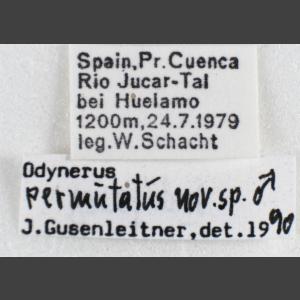 Spain,Pr.Cuenca
Rio Jucar-Tal
bei Huelamo
1200m,24.7.1979
leg.W.Schacht
Odynerus
permutatus nov.sp. ♂
J.Gusenleitner,det.1990